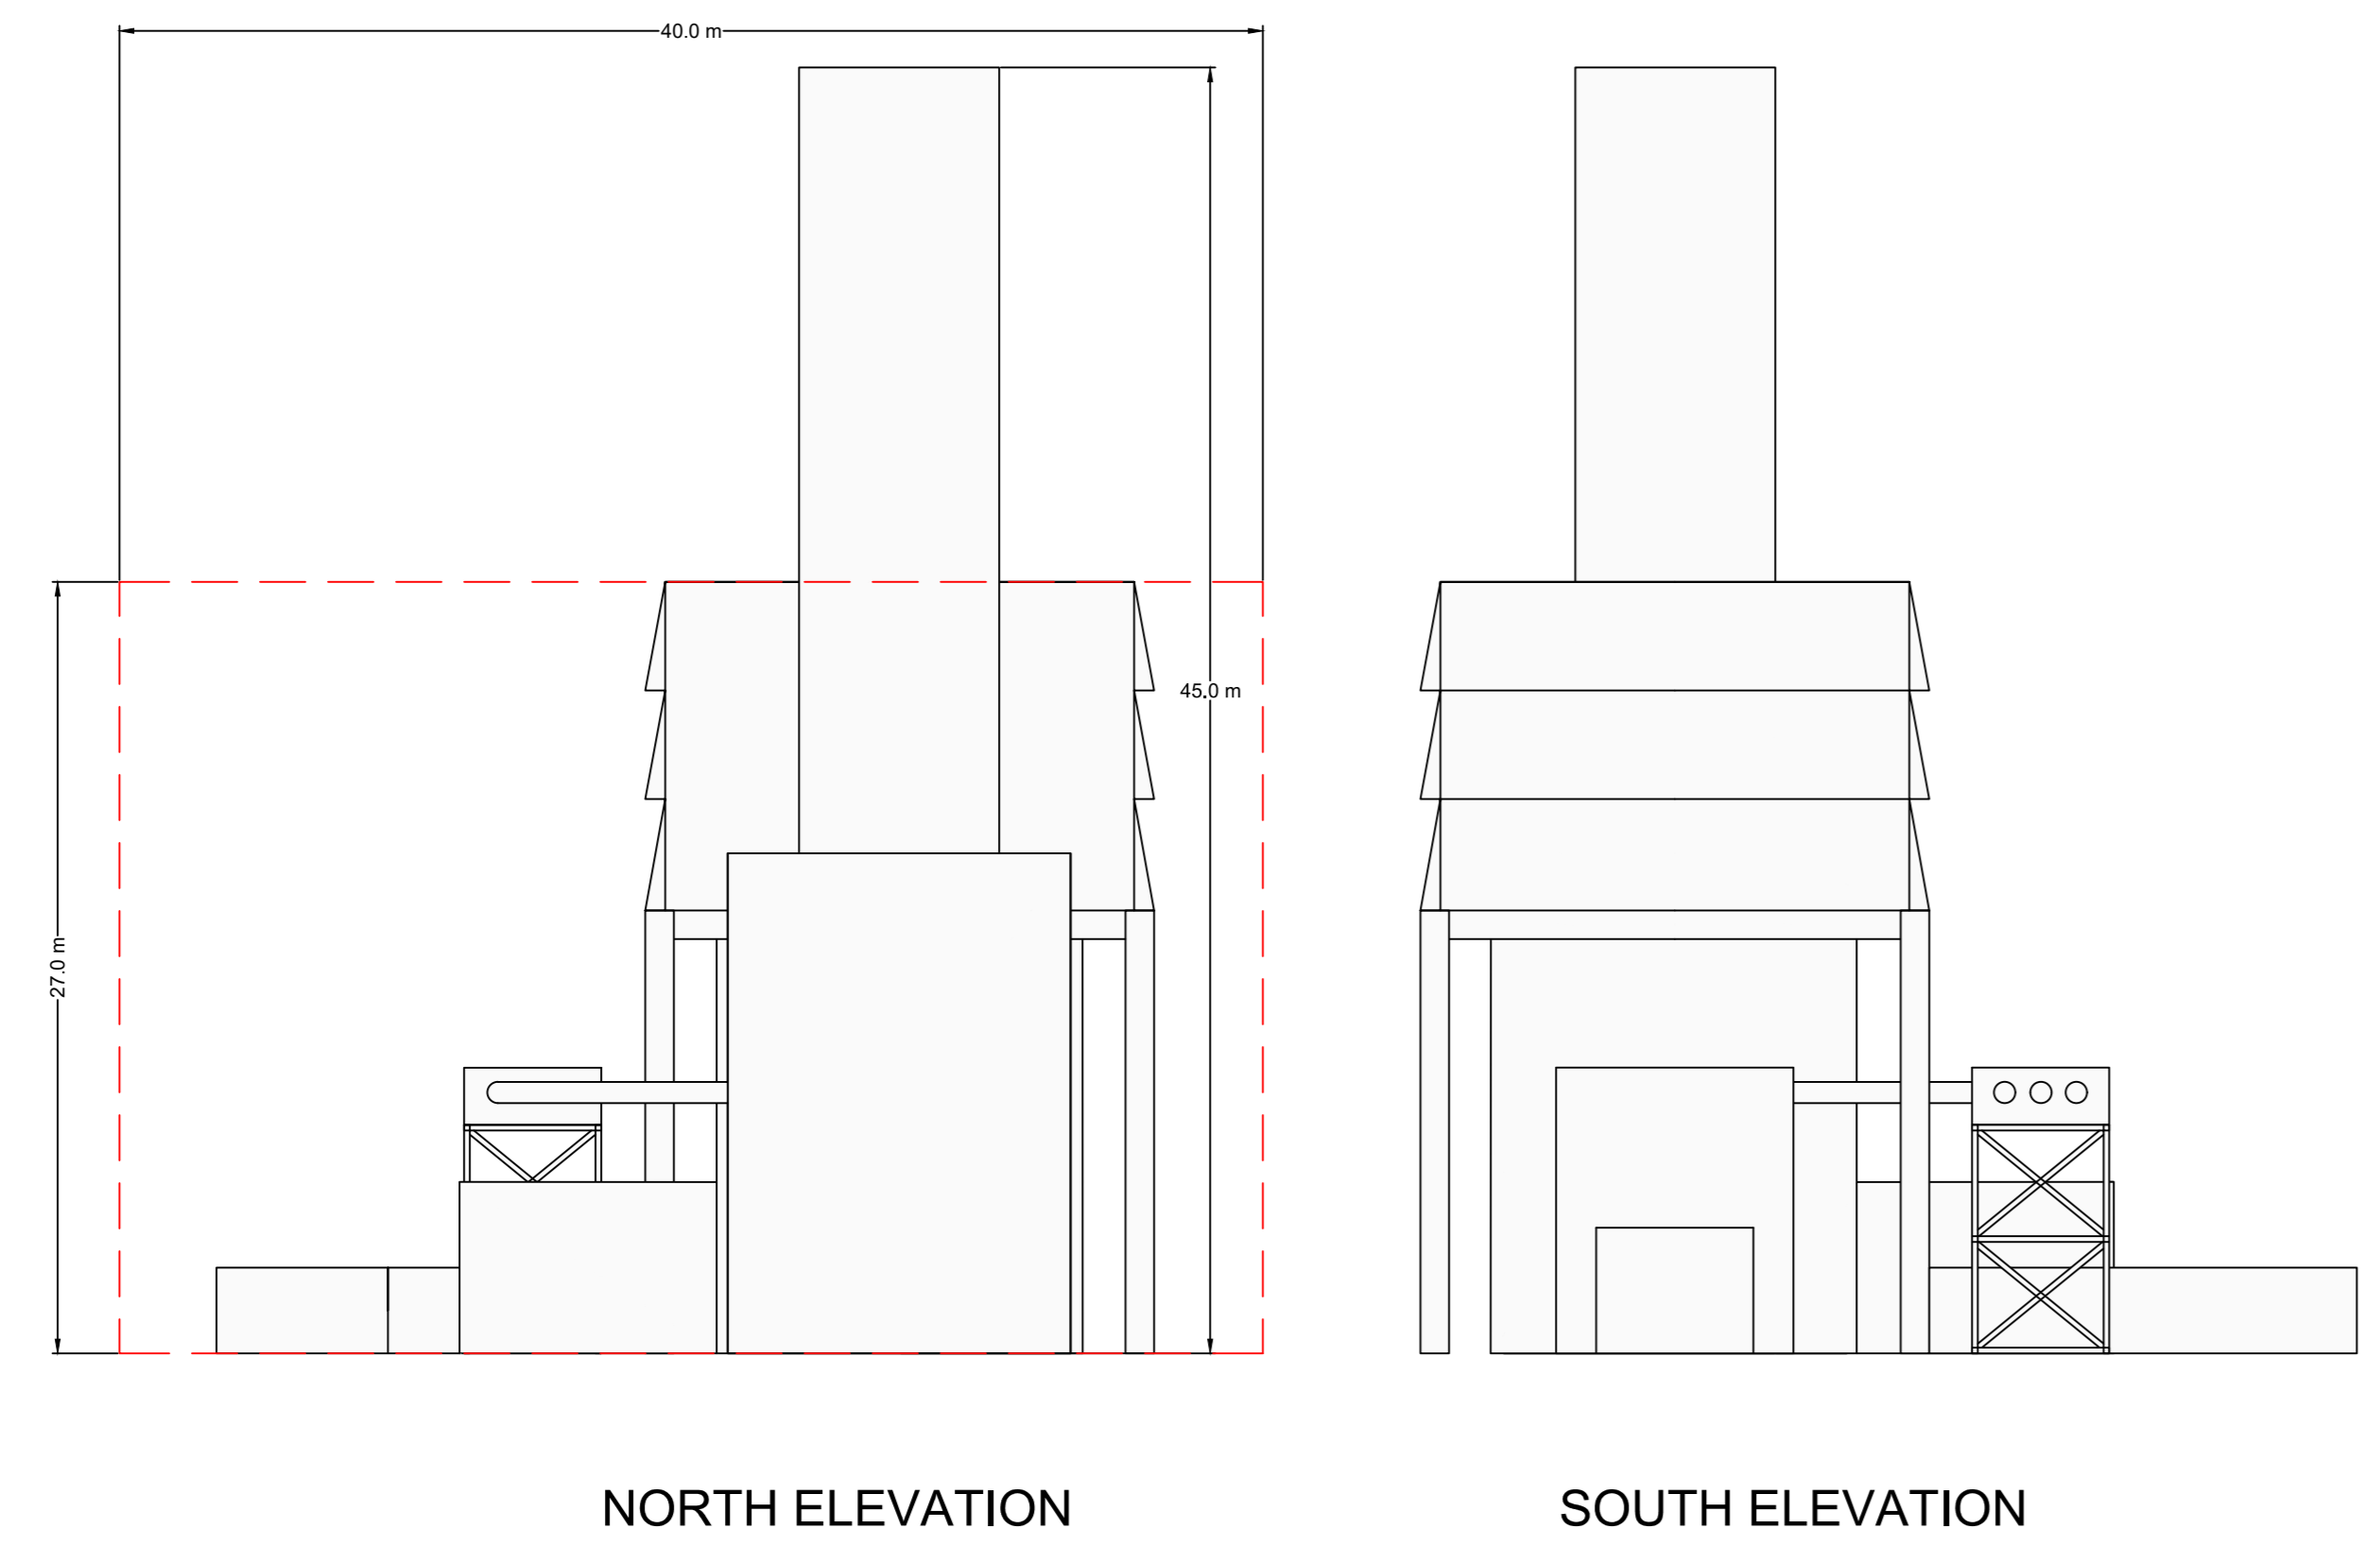 40.0 m
45.0 m
27.0 m
NORTH ELEVATION
SOUTH ELEVATION